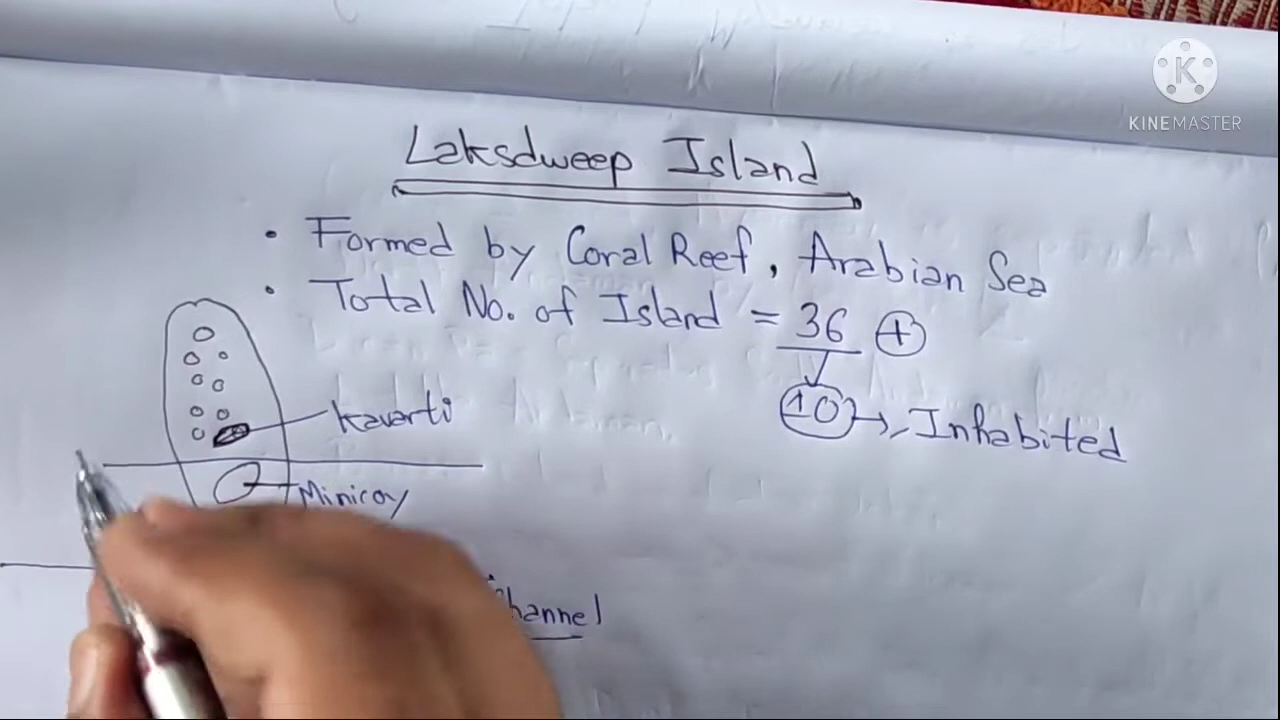 KINEMASTER
Laksdweep Island
• Formed by Coral Reef, Arabian Sea
• Total No. of Island = 36 +
10 → Inhabited
Kavarti
Minicoy
Channel